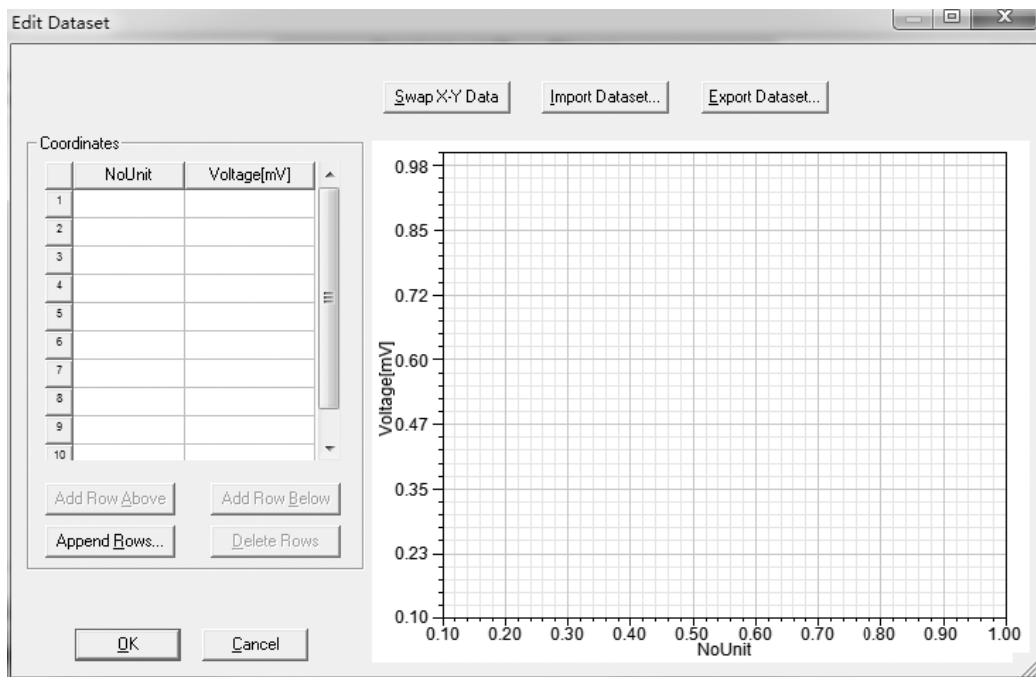 Edit Dataset
Swap X-Y Data Import Dataset... Export Dataset...
Coordinates
NoUnit Voltage[mV]
1
2
3
4
5
6
7
8
9
10
Add Row Above Add Row Below
Append Rows... Delete Rows
OK Cancel
0.98
0.85
0.72
0.60
0.47
0.35
0.23
0.10
Voltage[mV]
0.10 0.20 0.30 0.40 0.50 0.60 0.70 0.80 0.90 1.00
NoUnit